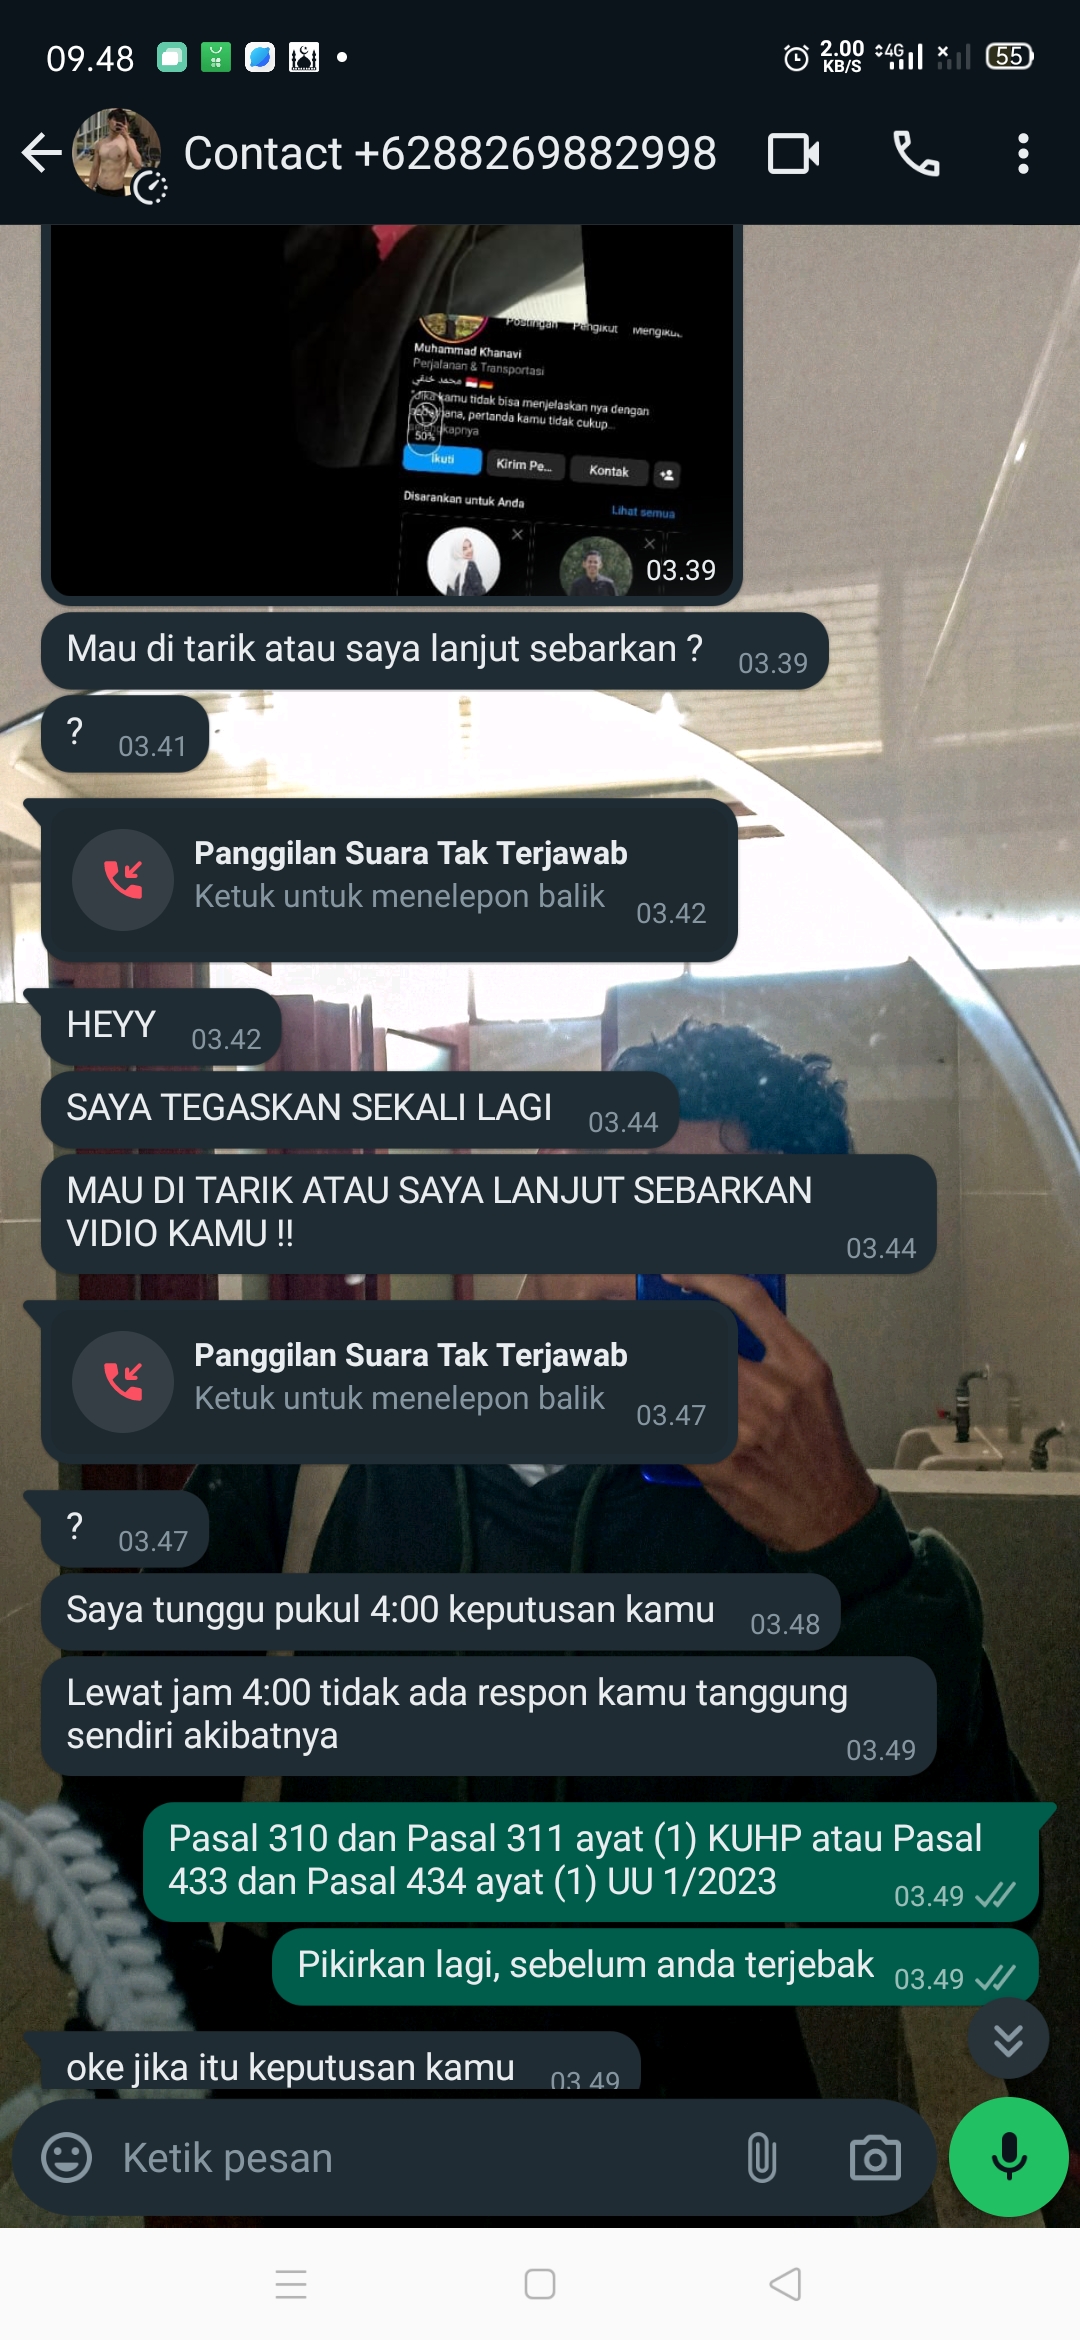 09.48
2.00
KB/S
4G
55
Contact +6288269882998
Postingan Pengikut
Muhammad Khanavi
Perjalanan & Transportasi
محمد خنفي
"Jika kamu tidak bisa menjelaskan nya dengan
sederhana, pertanda kamu tidak cukup...
selengkapnya
50%
Ikuti
Kirim Pe...
Kontak
Disarankan untuk Anda
Lihat semua
03.39
Mau di tarik atau saya lanjut sebarkan ?
03.39
?
03.41
Panggilan Suara Tak Terjawab
Ketuk untuk menelepon balik
03.42
HEYY
03.42
SAYA TEGASKAN SEKALI LAGI
03.44
MAU DI TARIK ATAU SAYA LANJUT SEBARKAN
VIDIO KAMU !!
03.44
Panggilan Suara Tak Terjawab
Ketuk untuk menelepon balik
03.47
?
03.47
Saya tunggu pukul 4:00 keputusan kamu
03.48
Lewat jam 4:00 tidak ada respon kamu tanggung
sendiri akibatnya
03.49
Pasal 310 dan Pasal 311 ayat (1) KUHP atau Pasal
433 dan Pasal 434 ayat (1) UU 1/2023
03.49
Pikirkan lagi, sebelum anda terjebak
03.49
oke jika itu keputusan kamu
03.49
Ketik pesan